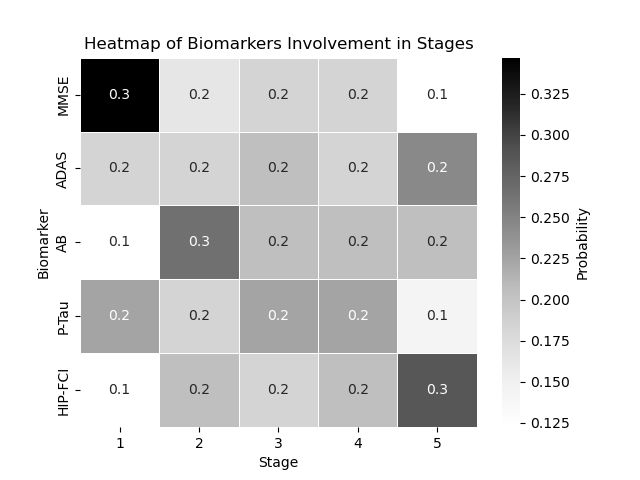 Heatmap of Biomarkers Involvement in Stages
MMSE 0.3 0.2 0.2 0.2 0.1
ADAS 0.2 0.2 0.2 0.2 0.2
AB 0.1 0.3 0.2 0.2 0.2
P-Tau 0.2 0.2 0.2 0.2 0.1
HIP-FCI 0.1 0.2 0.2 0.2 0.3
1 2 3 4 5
Stage
Biomarker
0.325
0.300
0.275
0.250
0.225
0.200
0.175
0.150
0.125
Probability